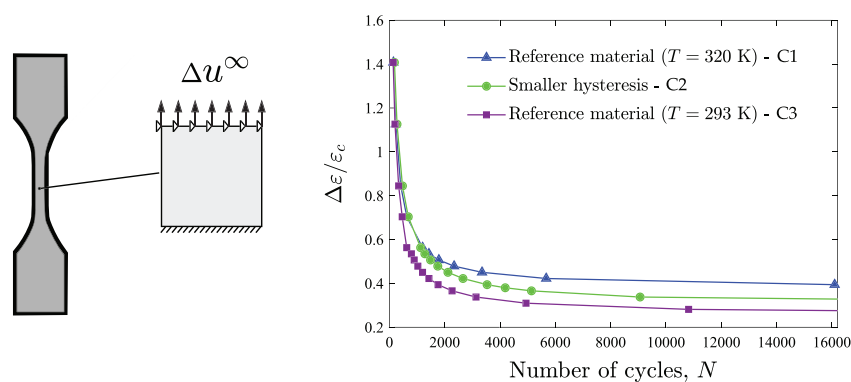 Δu∞
Reference material (T = 320 K) - C1
Smaller hysteresis - C2
Reference material (T = 293 K) - C3
Δε/εc
1.6
1.4
1.2
1
0.8
0.6
0.4
0.2
0 2000 4000 6000 8000 10000 12000 14000 16000
Number of cycles, N